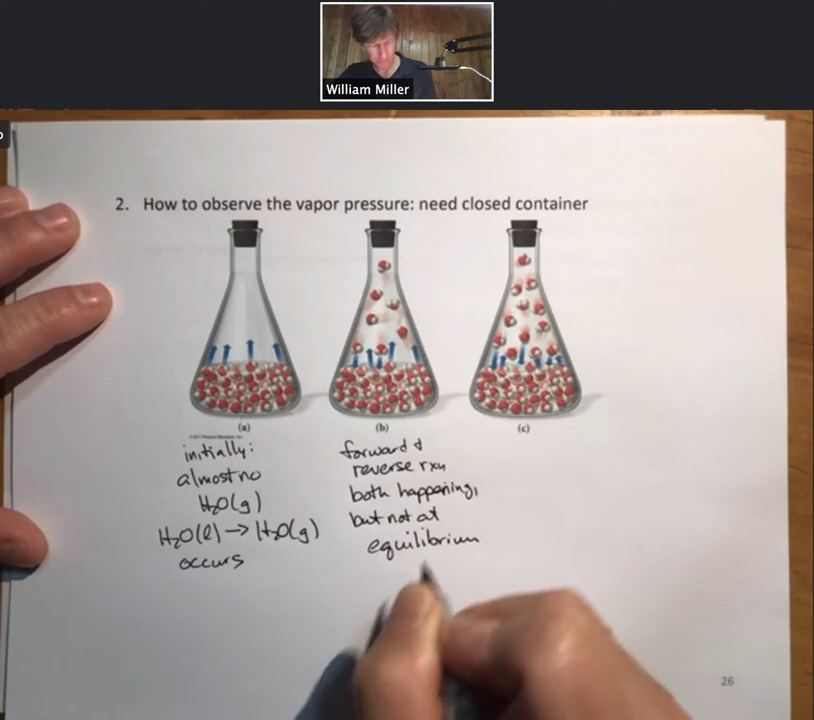 William Miller
2. How to observe the vapor pressure: need closed container
(a)
(b)
(c)
initially:
almost no
H₂O(g)
H₂O(l) → H₂O(g)
occurs
forward &
reverse rxn
both happening,
but not at
equilibrium
26